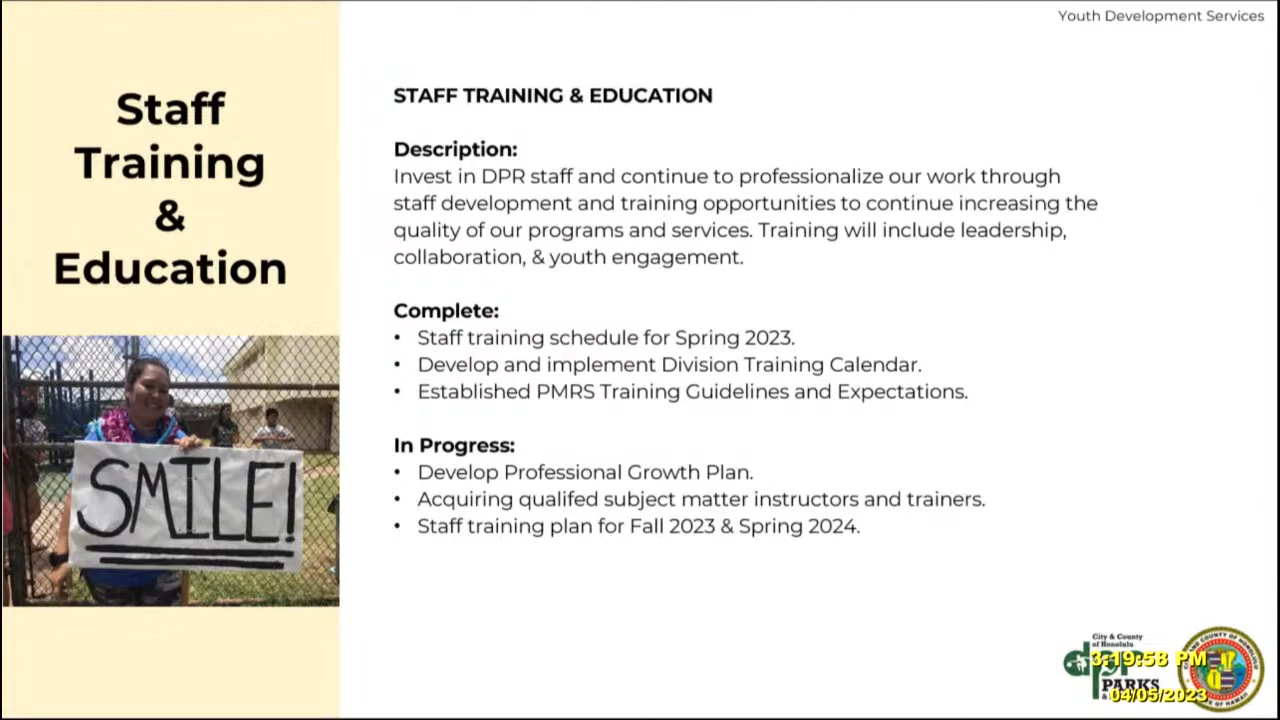 Youth Development Services
Staff
Training
&
Education
STAFF TRAINING & EDUCATION
Description:
Invest in DPR staff and continue to professionalize our work through
staff development and training opportunities to continue increasing the
quality of our programs and services. Training will include leadership,
collaboration, & youth engagement.
Complete:
• Staff training schedule for Spring 2023.
• Develop and implement Division Training Calendar.
• Established PMRS Training Guidelines and Expectations.
In Progress:
• Develop Professional Growth Plan.
• Acquiring qualifed subject matter instructors and trainers.
• Staff training plan for Fall 2023 & Spring 2024.
SMILE!
City & County
of Honolulu
dpr
PARKS
3:19:58 PM
04/05/2023